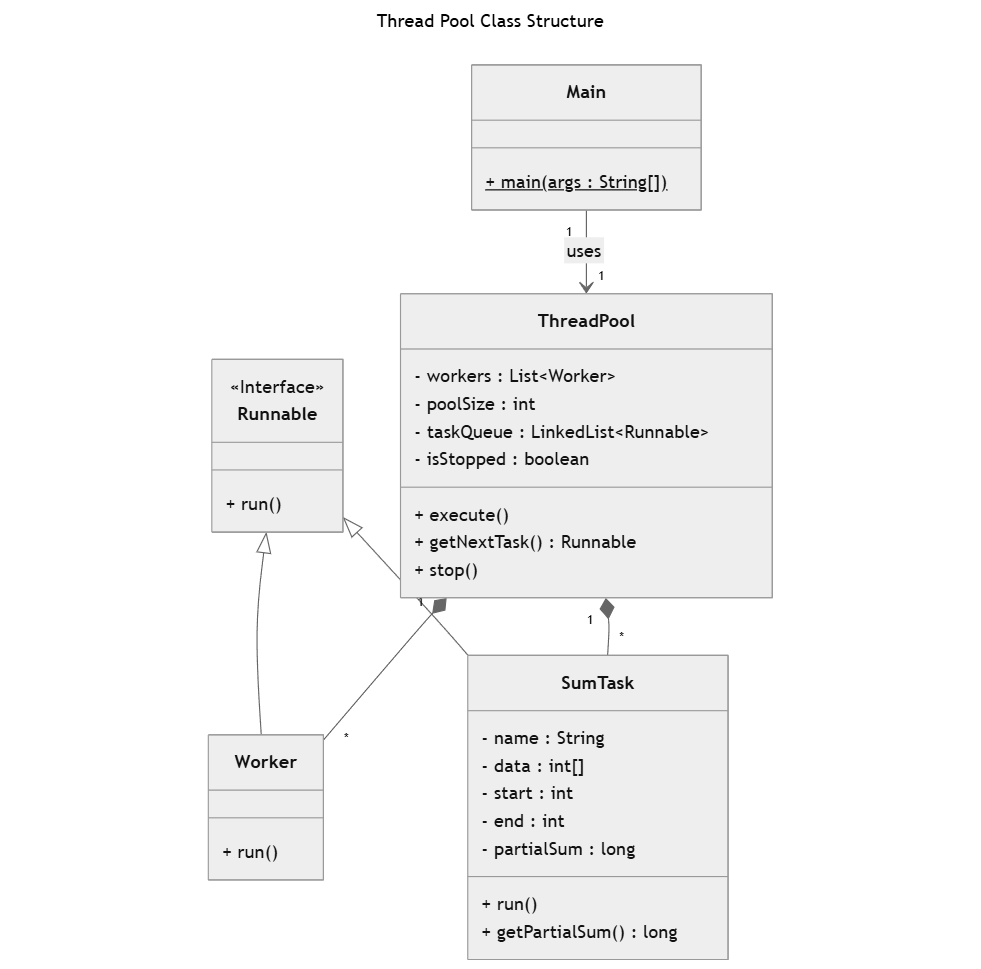 Thread Pool Class Structure
Main
+ main(args : String[])
1
uses
1
ThreadPool
- workers : List<Worker>
- poolSize : int
- taskQueue : LinkedList<Runnable>
- isStopped : boolean
+ execute()
+ getNextTask() : Runnable
+ stop()
«Interface»
Runnable
+ run()
1
1
*
*
SumTask
- name : String
- data : int[]
- start : int
- end : int
- partialSum : long
+ run()
+ getPartialSum() : long
Worker
+ run()